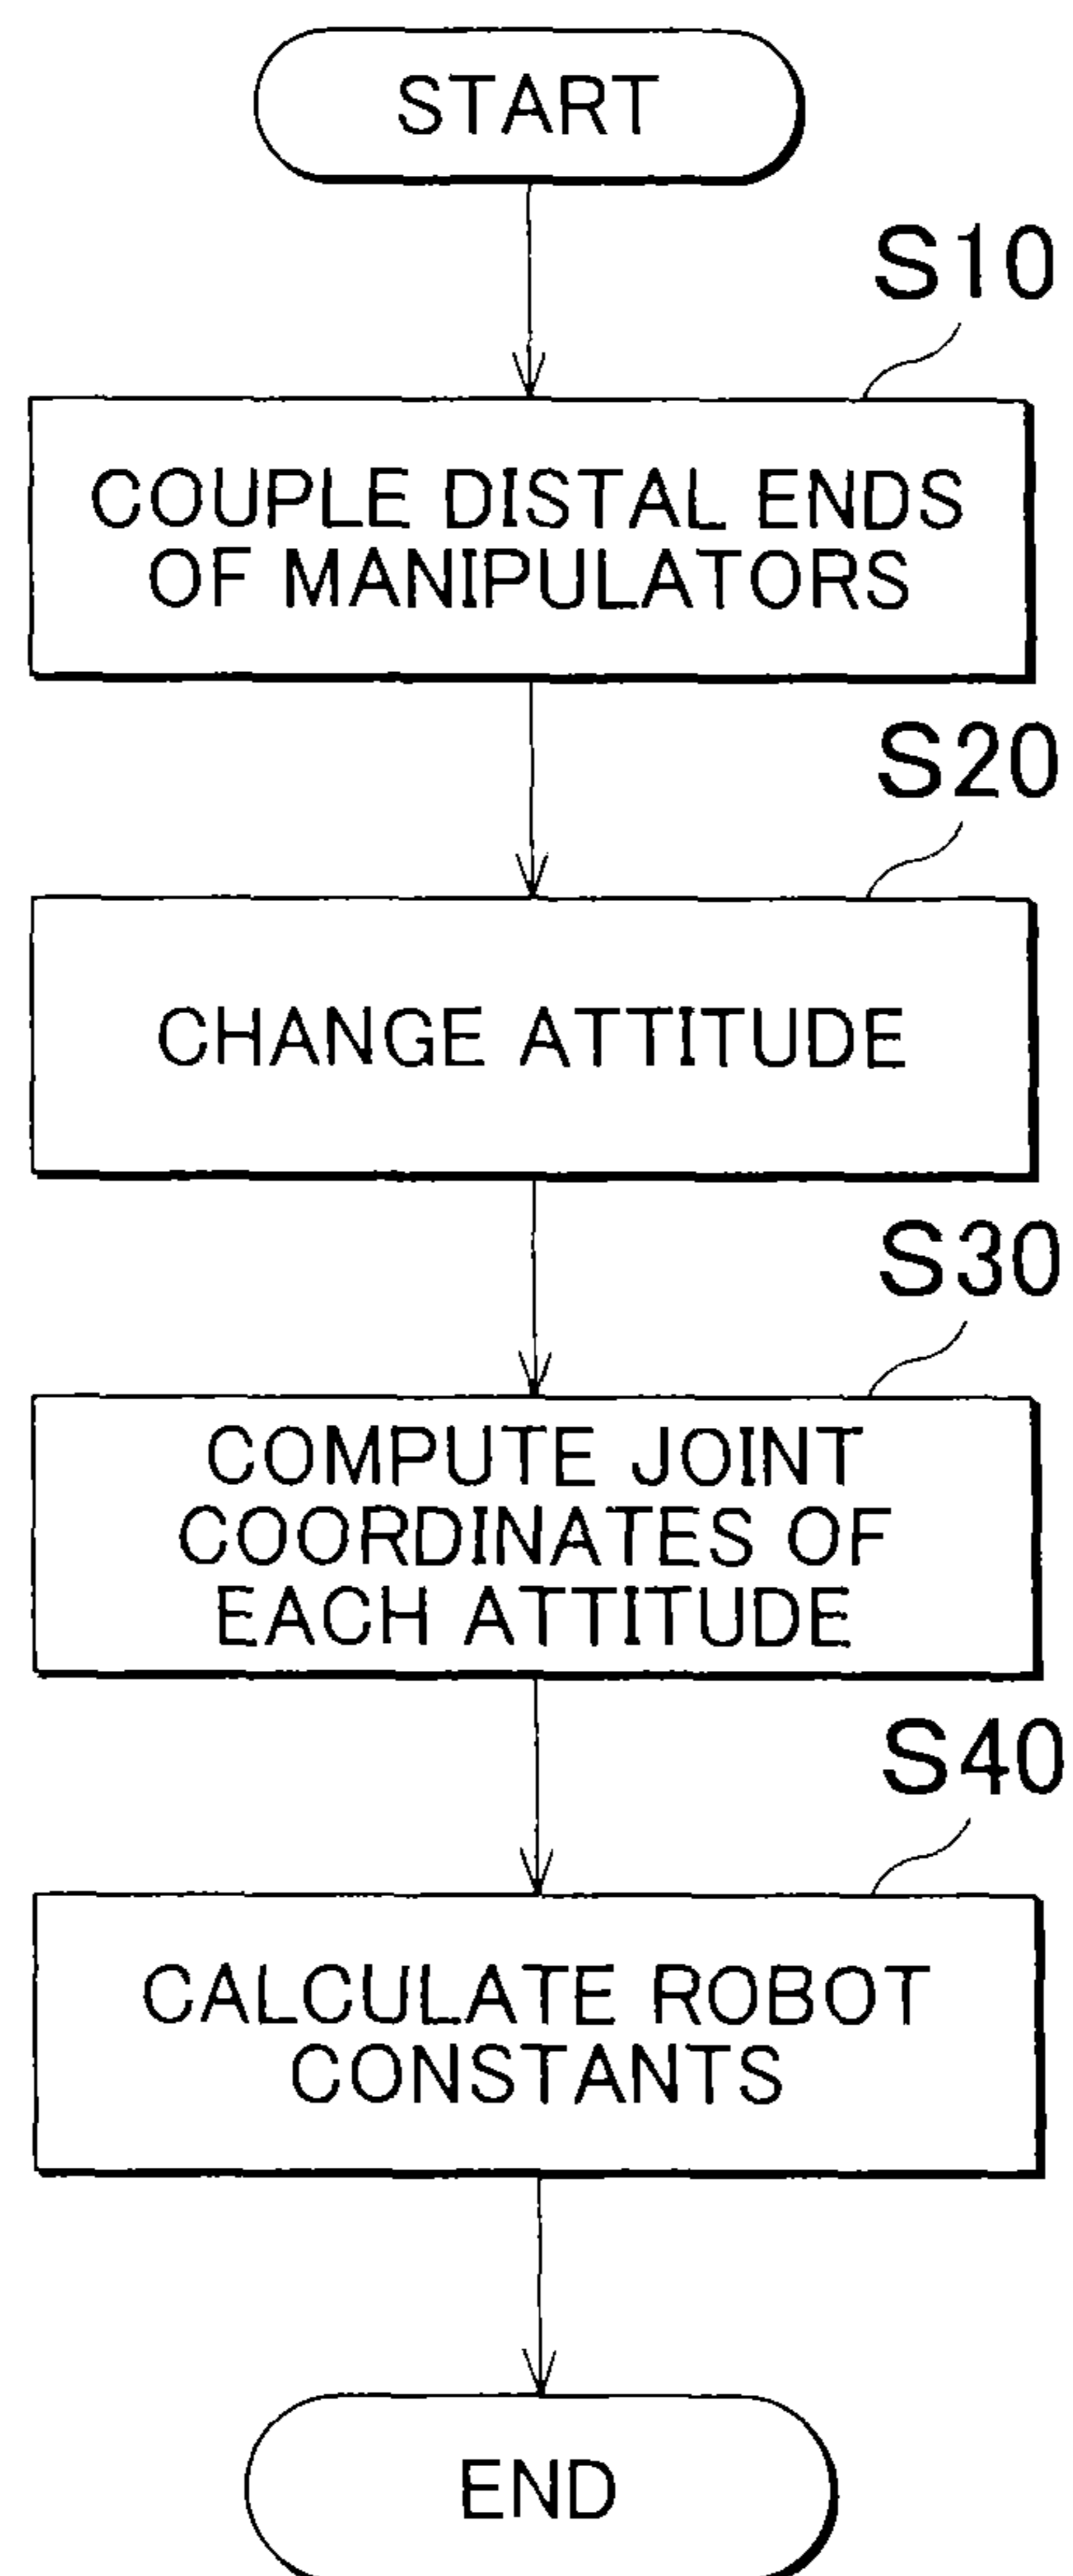 START
S10
COUPLE DISTAL ENDS
OF MANIPULATORS
S20
CHANGE ATTITUDE
S30
COMPUTE JOINT
COORDINATES OF
EACH ATTITUDE
S40
CALCULATE ROBOT
CONSTANTS
END